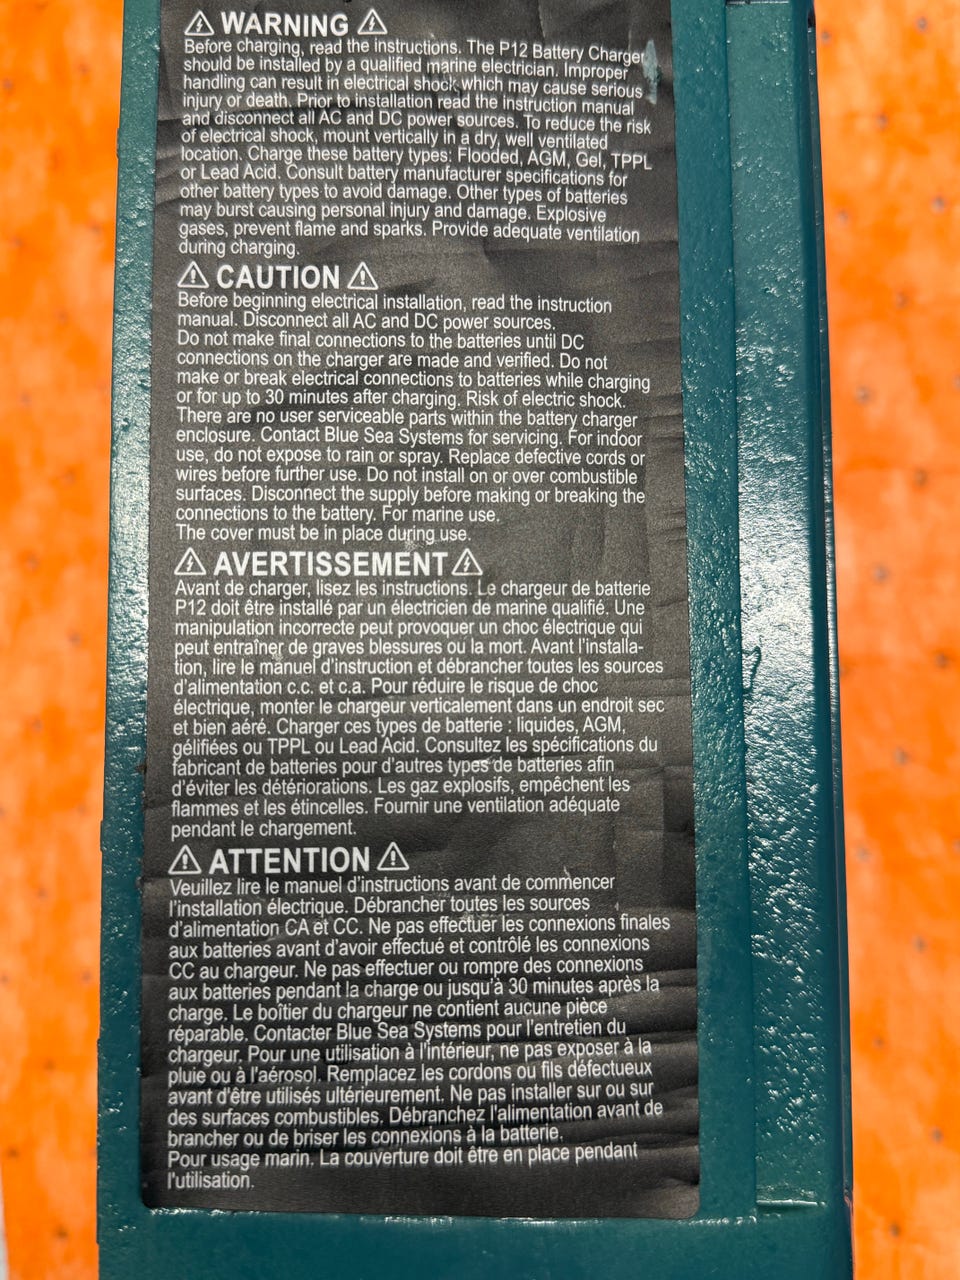 WARNING
Before charging, read the instructions. The P12 Battery Charger
should be installed by a qualified marine electrician. Improper
handling can result in electrical shock which may cause serious
injury or death. Prior to installation read the instruction manual
and disconnect all AC and DC power sources. To reduce the risk
of electrical shock, mount vertically in a dry, well ventilated
location. Charge these battery types: Flooded, AGM, Gel, TPPL
or Lead Acid. Consult battery manufacturer specifications for
other battery types to avoid damage. Other types of batteries
may burst causing personal injury and damage. Explosive
gases, prevent flame and sparks. Provide adequate ventilation
during charging.
CAUTION
Before beginning electrical installation, read the instruction
manual. Disconnect all AC and DC power sources.
Do not make final connections to the batteries until DC
connections on the charger are made and verified. Do not
make or break electrical connections to batteries while charging
or for up to 30 minutes after charging. Risk of electric shock.
There are no user serviceable parts within the battery charger
enclosure. Contact Blue Sea Systems for servicing. For indoor
use, do not expose to rain or spray. Replace defective cords or
wires before further use. Do not install on or over combustible
surfaces. Disconnect the supply before making or breaking the
connections to the battery. For marine use.
The cover must be in place during use.
AVERTISSEMENT
Avant de charger, lisez les instructions. Le chargeur de batterie
P12 doit être installé par un électricien de marine qualifié. Une
manipulation incorrecte peut provoquer un choc électrique qui
peut entraîner de graves blessures ou la mort. Avant l'installa-
tion, lire le manuel d'instruction et débrancher toutes les sources
d'alimentation c.c. et c.a. Pour réduire le risque de choc
électrique, monter le chargeur verticalement dans un endroit sec
et bien aéré. Charger ces types de batterie : liquides, AGM,
gélifiées ou TPPL ou Lead Acid. Consultez les spécifications du
fabricant de batteries pour d'autres types de batteries afin
d'éviter les détériorations. Les gaz explosifs, empêchent les
flammes et les étincelles. Fournir une ventilation adéquate
pendant le chargement.
ATTENTION
Veuillez lire le manuel d'instructions avant de commencer
l'installation électrique. Débrancher toutes les sources
d'alimentation CA et CC. Ne pas effectuer les connexions finales
aux batteries avant d'avoir effectué et contrôlé les connexions
CC au chargeur. Ne pas effectuer ou rompre des connexions
aux batteries pendant la charge ou jusqu'à 30 minutes après la
charge. Le boîtier du chargeur ne contient aucune pièce
réparable. Contacter Blue Sea Systems pour l'entretien du
chargeur. Pour une utilisation à l'intérieur, ne pas exposer à la
pluie ou à l'aérosol. Remplacez les cordons ou fils défectueux
avant d'être utilisés ultérieurement. Ne pas installer sur ou sur
des surfaces combustibles. Débranchez l'alimentation avant de
brancher ou de briser les connexions à la batterie.
Pour usage marin. La couverture doit être en place pendant
l'utilisation.